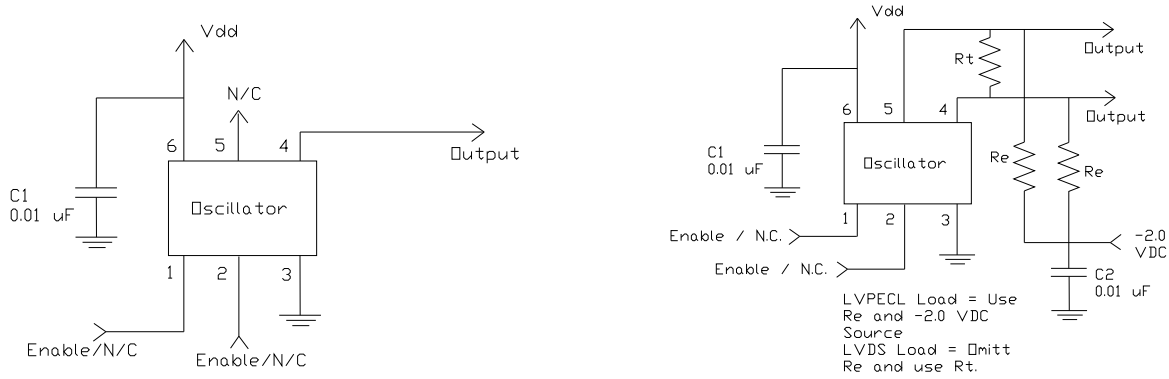 Vdd
N/C
6
5
4
Output
C1
0.01 uF
Oscillator
1
2
3
Enable/N/C
Enable/N/C
Vdd
Rt
Output
6
5
4
Output
C1
0.01 uF
Oscillator
Re
Re
1
2
3
Enable / N.C.
Enable / N.C.
-2.0
VDC
C2
0.01 uF
LVPECL Load = Use
Re and -2.0 VDC
Source
LVDS Load = Omitt
Re and use Rt.